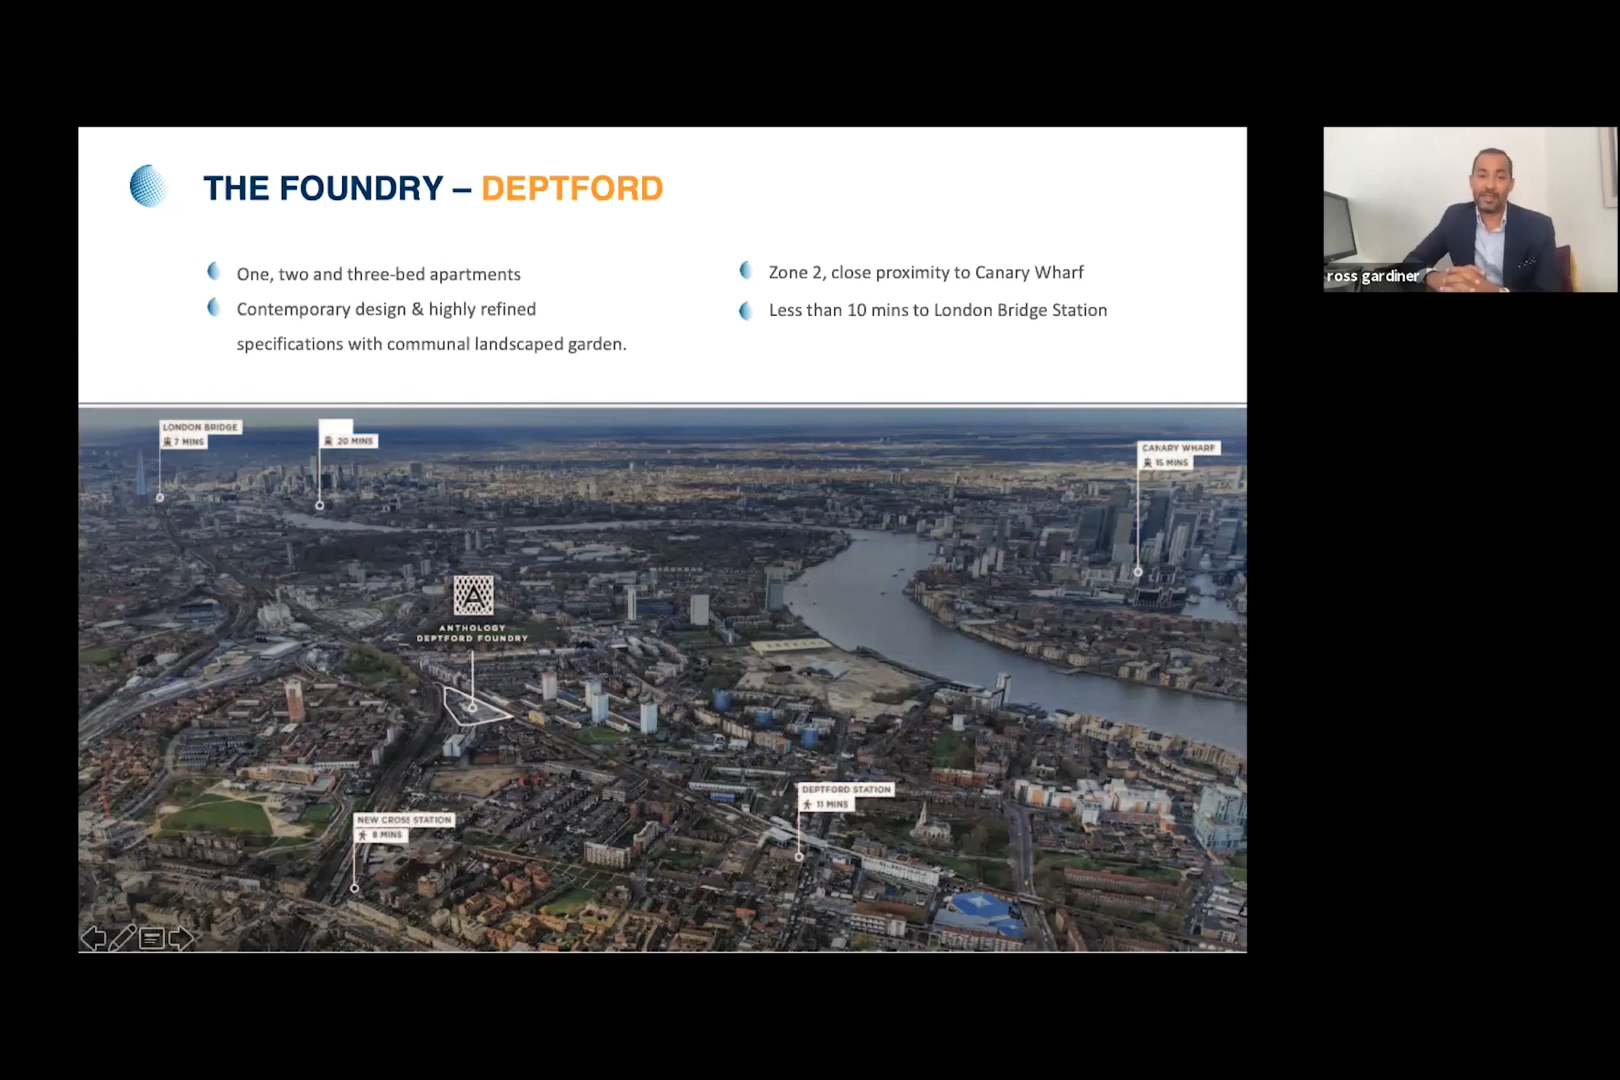 THE FOUNDRY – DEPTFORD
One, two and three-bed apartments
Contemporary design & highly refined
specifications with communal landscaped garden.
Zone 2, close proximity to Canary Wharf
Less than 10 mins to London Bridge Station
ross gardiner
LONDON BRIDGE
7 MINS
20 MINS
CANARY WHARF
15 MINS
A
ANTHOLOGY
DEPTFORD FOUNDRY
DEPTFORD STATION
11 MINS
NEW CROSS STATION
8 MINS